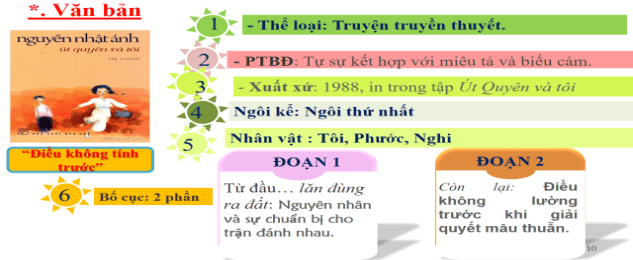 *. Văn bản
nguyễn nhật ánh
út quyên và tôi
tập truyện
"Điều không tính
trước"
1
- Thể loại: Truyện truyền thuyết.
2
- PTBĐ: Tự sự kết hợp với miêu tả và biểu cảm.
3
- Xuất xứ: 1988, in trong tập Út Quyên và tôi
4
Ngôi kể: Ngôi thứ nhất
5
Nhân vật : Tôi, Phước, Nghi
6
Bố cục: 2 phần
ĐOẠN 1
Từ đầu… lăn đùng
ra đất: Nguyên nhân
và sự chuẩn bị cho
trận đánh nhau.
ĐOẠN 2
Còn lại: Điều
không lường
trước khi giải
quyết mâu thuẫn.
10